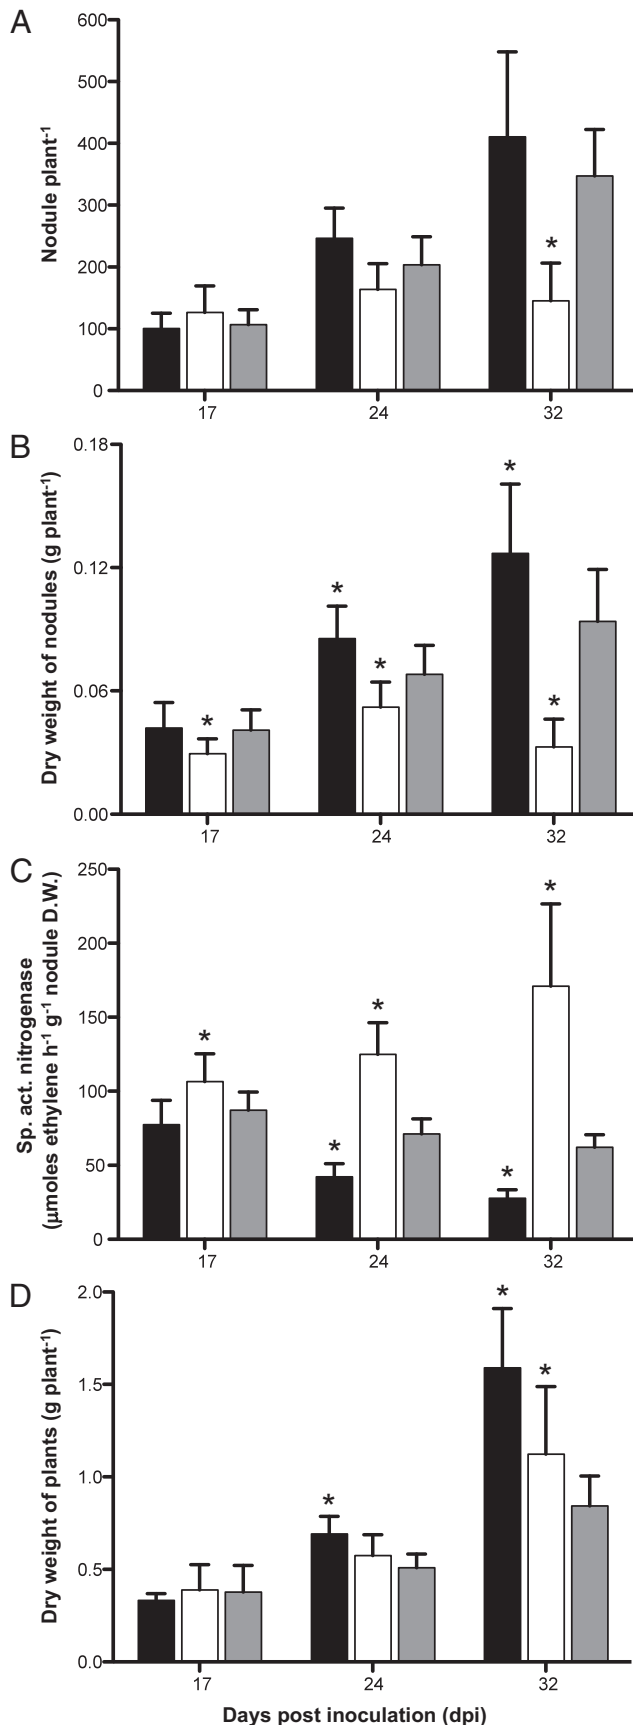 A
Nodule plant⁻¹
600
500
400
300
200
100
0
*
17 24 32
B
Dry weight of nodules (g plant⁻¹)
0.18
0.12
0.06
0.00
* * * * *
17 24 32
C
Sp. act. nitrogenase
(µmoles ethylene h⁻¹ g⁻¹ nodule D.W.)
250
200
150
100
50
0
* * * * *
17 24 32
D
Dry weight of plants (g plant⁻¹)
2.0
1.5
1.0
0.5
0.0
* * *
17 24 32
Days post inoculation (dpi)